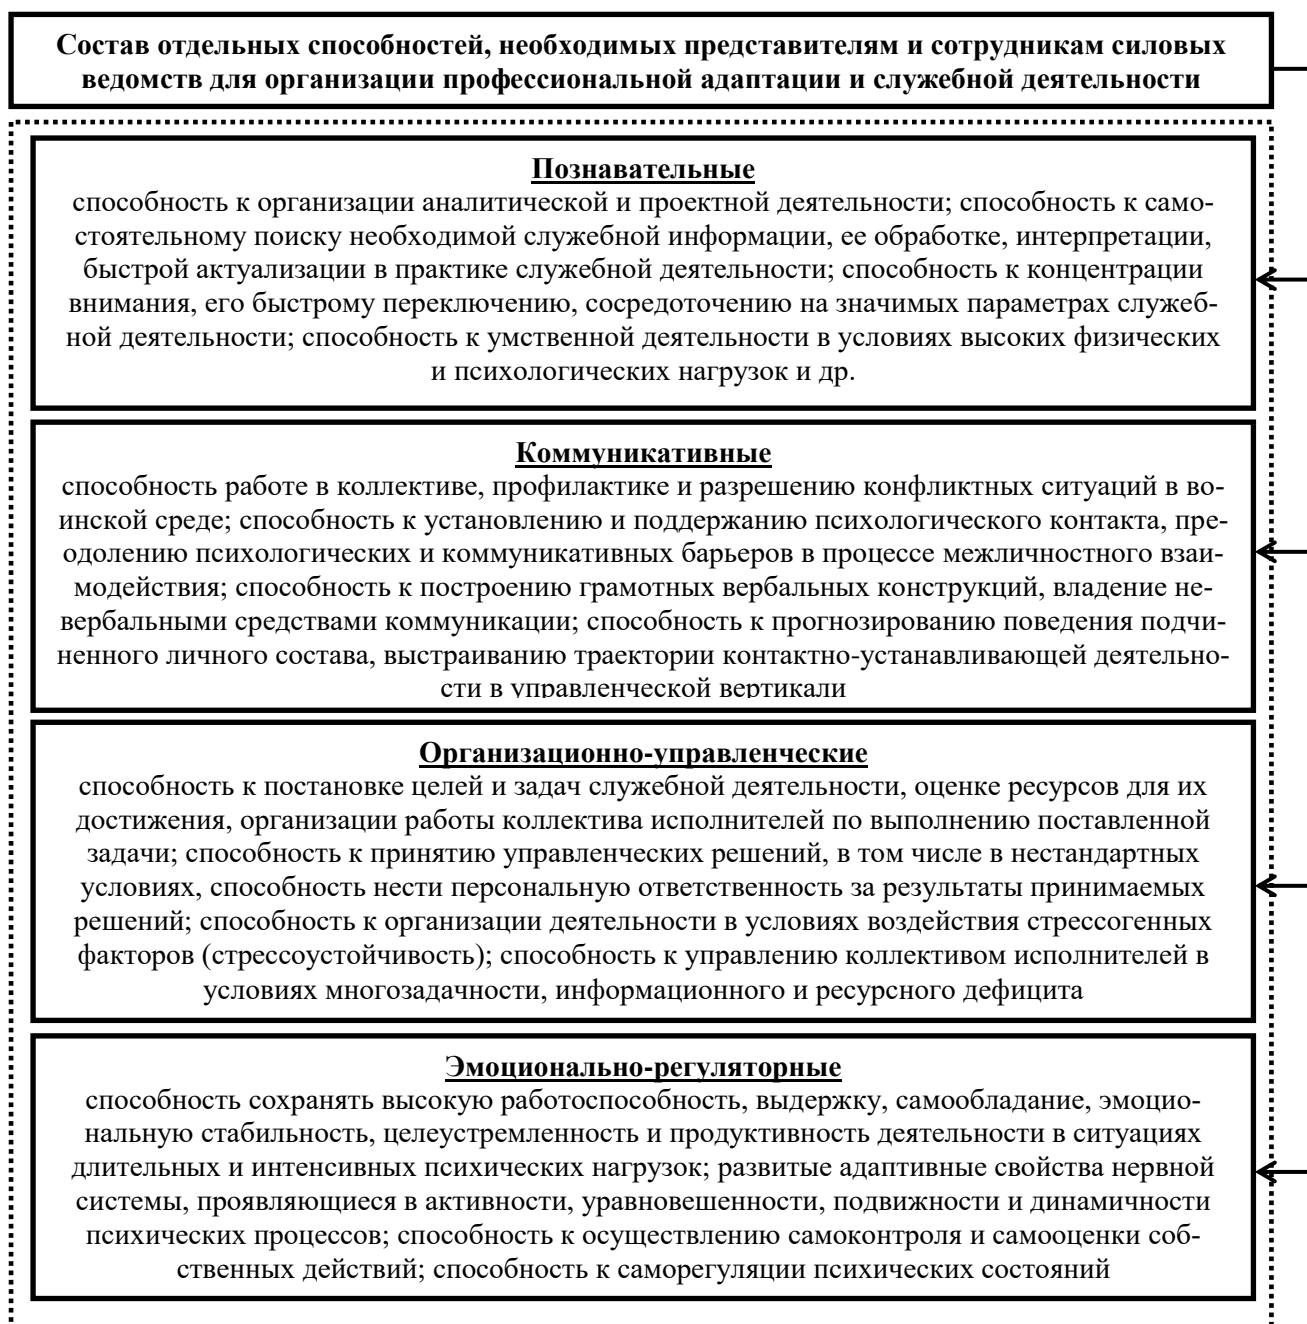 Состав отдельных способностей, необходимых представителям и сотрудникам силовых
ведомств для организации профессиональной адаптации и служебной деятельности
Познавательные
способность к организации аналитической и проектной деятельности; способность к само-
стоятельному поиску необходимой служебной информации, ее обработке, интерпретации,
быстрой актуализации в практике служебной деятельности; способность к концентрации
внимания, его быстрому переключению, сосредоточению на значимых параметрах служеб-
ной деятельности; способность к умственной деятельности в условиях высоких физических
и психологических нагрузок и др.
Коммуникативные
способность работе в коллективе, профилактике и разрешению конфликтных ситуаций в во-
инской среде; способность к установлению и поддержанию психологического контакта, пре-
одолению психологических и коммуникативных барьеров в процессе межличностного взаи-
модействия; способность к построению грамотных вербальных конструкций, владение не-
вербальными средствами коммуникации; способность к прогнозированию поведения подчи-
ненного личного состава, выстраиванию траектории контактно-устанавливающей деятельно-
сти в управленческой вертикали
Организационно-управленческие
способность к постановке целей и задач служебной деятельности, оценке ресурсов для их
достижения, организации работы коллектива исполнителей по выполнению поставленной
задачи; способность к принятию управленческих решений, в том числе в нестандартных
условиях, способность нести персональную ответственность за результаты принимаемых
решений; способность к организации деятельности в условиях воздействия стрессогенных
факторов (стрессоустойчивость); способность к управлению коллективом исполнителей в
условиях многозадачности, информационного и ресурсного дефицита
Эмоционально-регуляторные
способность сохранять высокую работоспособность, выдержку, самообладание, эмоцио-
нальную стабильность, целеустремленность и продуктивность деятельности в ситуациях
длительных и интенсивных психических нагрузок; развитые адаптивные свойства нервной
системы, проявляющиеся в активности, уравновешенности, подвижности и динамичности
психических процессов; способность к осуществлению самоконтроля и самооценки соб-
ственных действий; способность к саморегуляции психических состояний